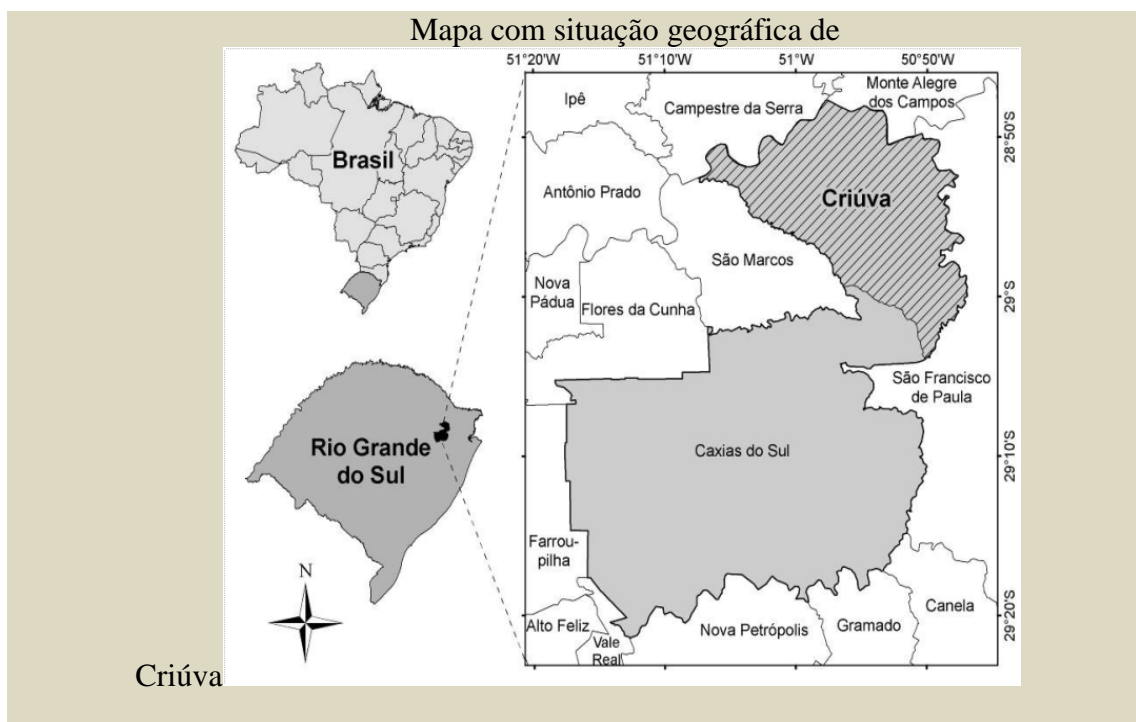 Mapa com situação geográfica de
51°20'W
51°10'W
51°W
50°50'W
Brasil
Ipê
Campestre da Serra
Monte Alegre
dos Campos
28°50'S
Antônio Prado
Criúva
São Marcos
Nova
Pádua
Flores da Cunha
29°S
São Francisco
de Paula
Rio Grande
do Sul
Caxias do Sul
29°10'S
Farrou-
pilha
N
Canela
Alto Feliz
Vale
Real
Nova Petrópolis
Gramado
29°20'S
Criúva